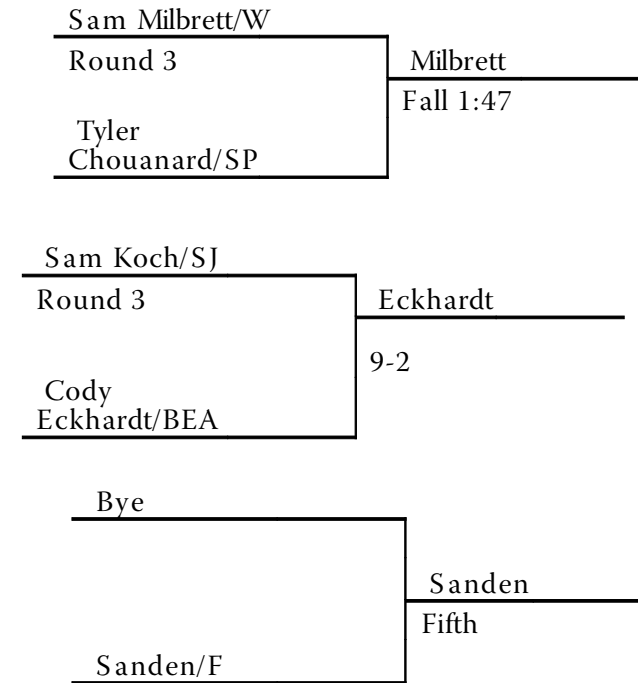 Sam Milbrett/W
Round 3
Milbrett
Fall 1:47
Tyler
Chouanard/SP
Sam Koch/SJ
Round 3
Eckhardt
9-2
Cody
Eckhardt/BEA
Bye
Sanden
Fifth
Sanden/F